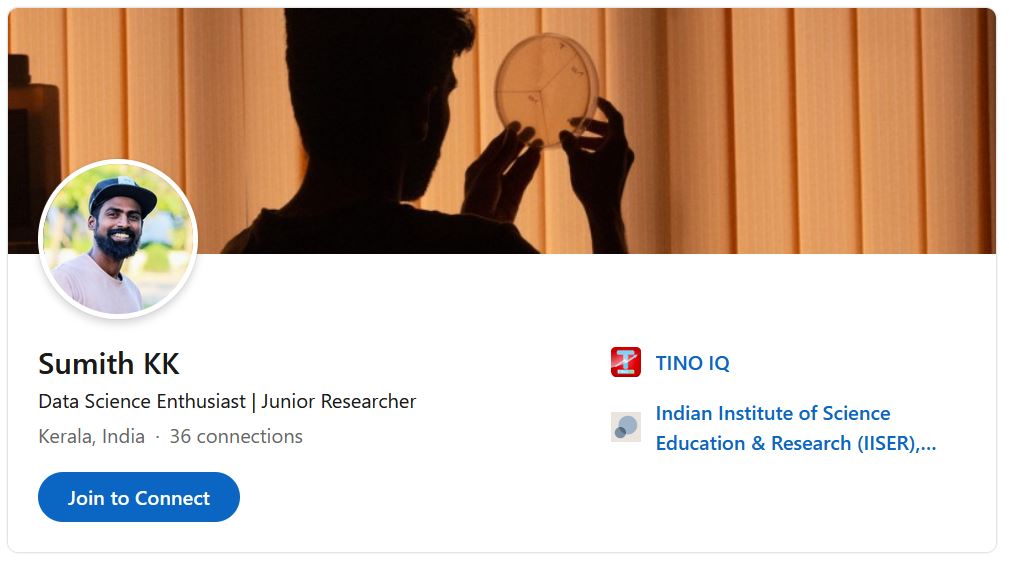 Sumith KK
Data Science Enthusiast | Junior Researcher
Kerala, India · 36 connections
Join to Connect
TINO IQ
Indian Institute of Science
Education & Research (IISER),...